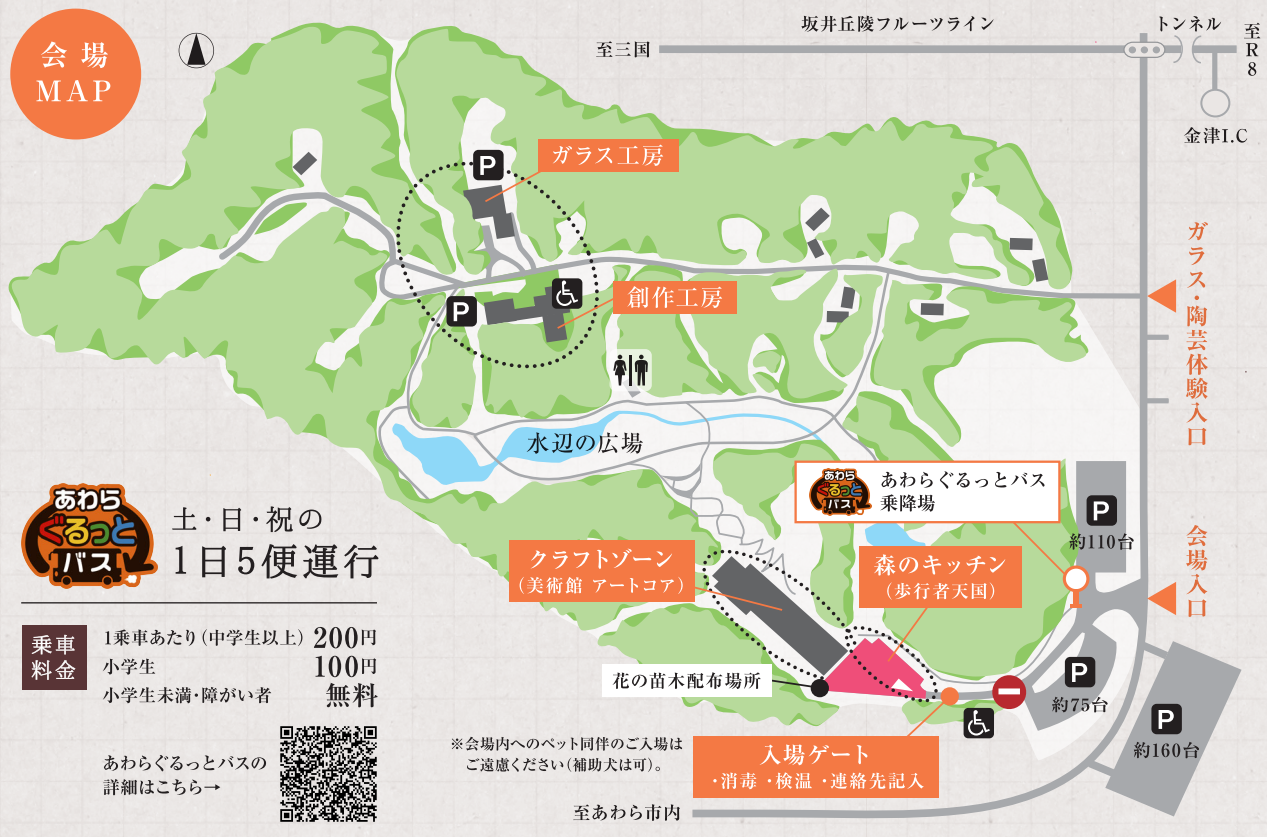 会場
MAP
坂井丘陵フルーツライン
トンネル
至三国
至R8
金津I.C
P
ガラス工房
P
創作工房
ガラス・陶芸体験入口
水辺の広場
あわらぐるっとバス
あわらぐるっとバス
乗降場
P
約110台
会場入口
あわら
ぐるっと
バス
土・日・祝の
1日5便運行
乗車
料金
1乗車あたり(中学生以上) 200円
小学生 100円
小学生未満・障がい者 無料
あわらぐるっとバスの
詳細はこちら→
クラフトゾーン
(美術館 アートコア)
森のキッチン
(歩行者天国)
花の苗木配布場所
P
約75台
P
約160台
※会場内へのペット同伴のご入場は
ご遠慮ください(補助犬は可)。
入場ゲート
・消毒 ・検温 ・連絡先記入
至あわら市内